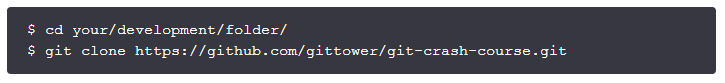 $ cd your/development/folder/
$ git clone https://github.com/gittower/git-crash-course.git